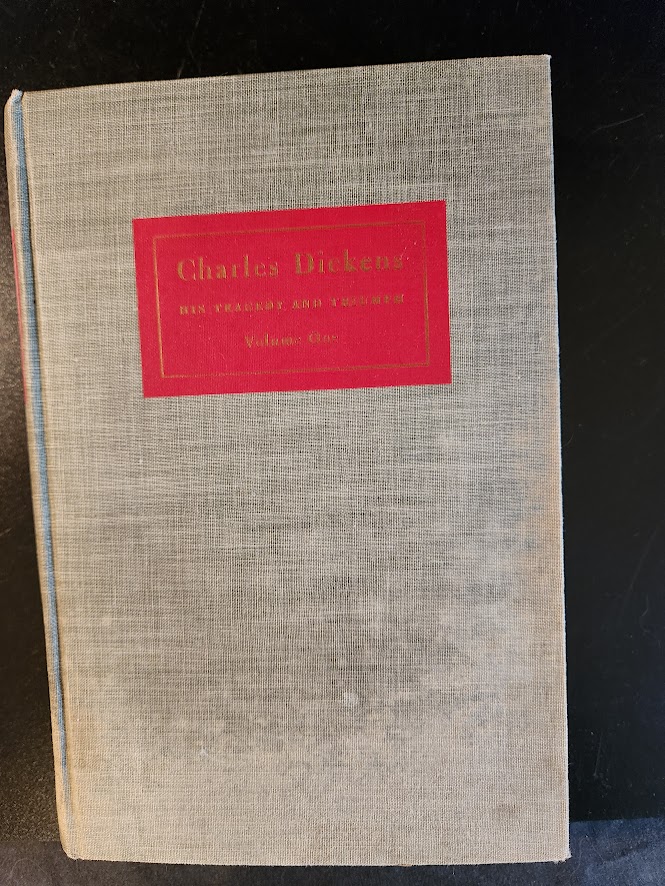 Charles Dickens
HIS TRAGEDY AND TRIUMPH
Volume One